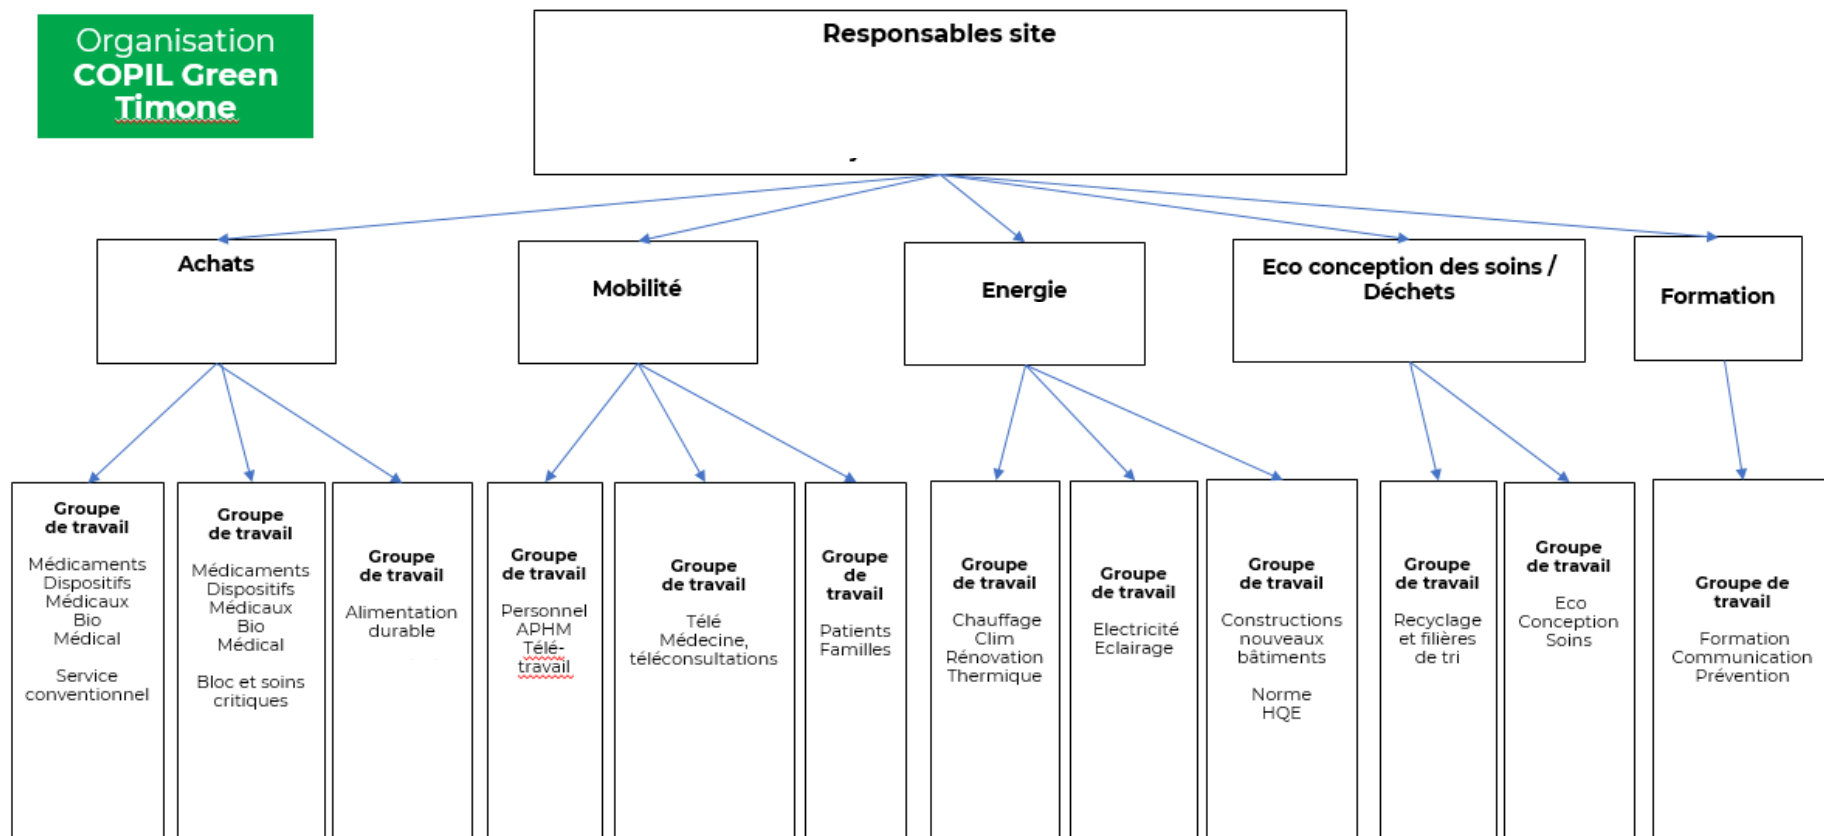 Organisation
COPIL Green
Timone
Responsables site
Achats
Mobilité
Energie
Eco conception des soins /
Déchets
Formation
Groupe
de travail
Médicaments
Dispositifs
Médicaux
Bio
Médical
Service
conventionnel
Groupe
de travail
Médicaments
Dispositifs
Médicaux
Bio
Médical
Bloc et soins
critiques
Groupe
de travail
Alimentation
durable
Groupe
de travail
Personnel
APHM
Télé-
travail
Groupe
de travail
Télé
Médecine,
téléconsultations
Groupe
de
travail
Patients
Familles
Groupe
de travail
Chauffage
Clim
Rénovation
Thermique
Groupe
de travail
Electricité
Eclairage
Groupe
de travail
Constructions
nouveaux
bâtiments
Norme
HQE
Groupe
de travail
Recyclage
et filières
de tri
Groupe
de travail
Eco
Conception
Soins
Groupe de
travail
Formation
Communication
Prévention